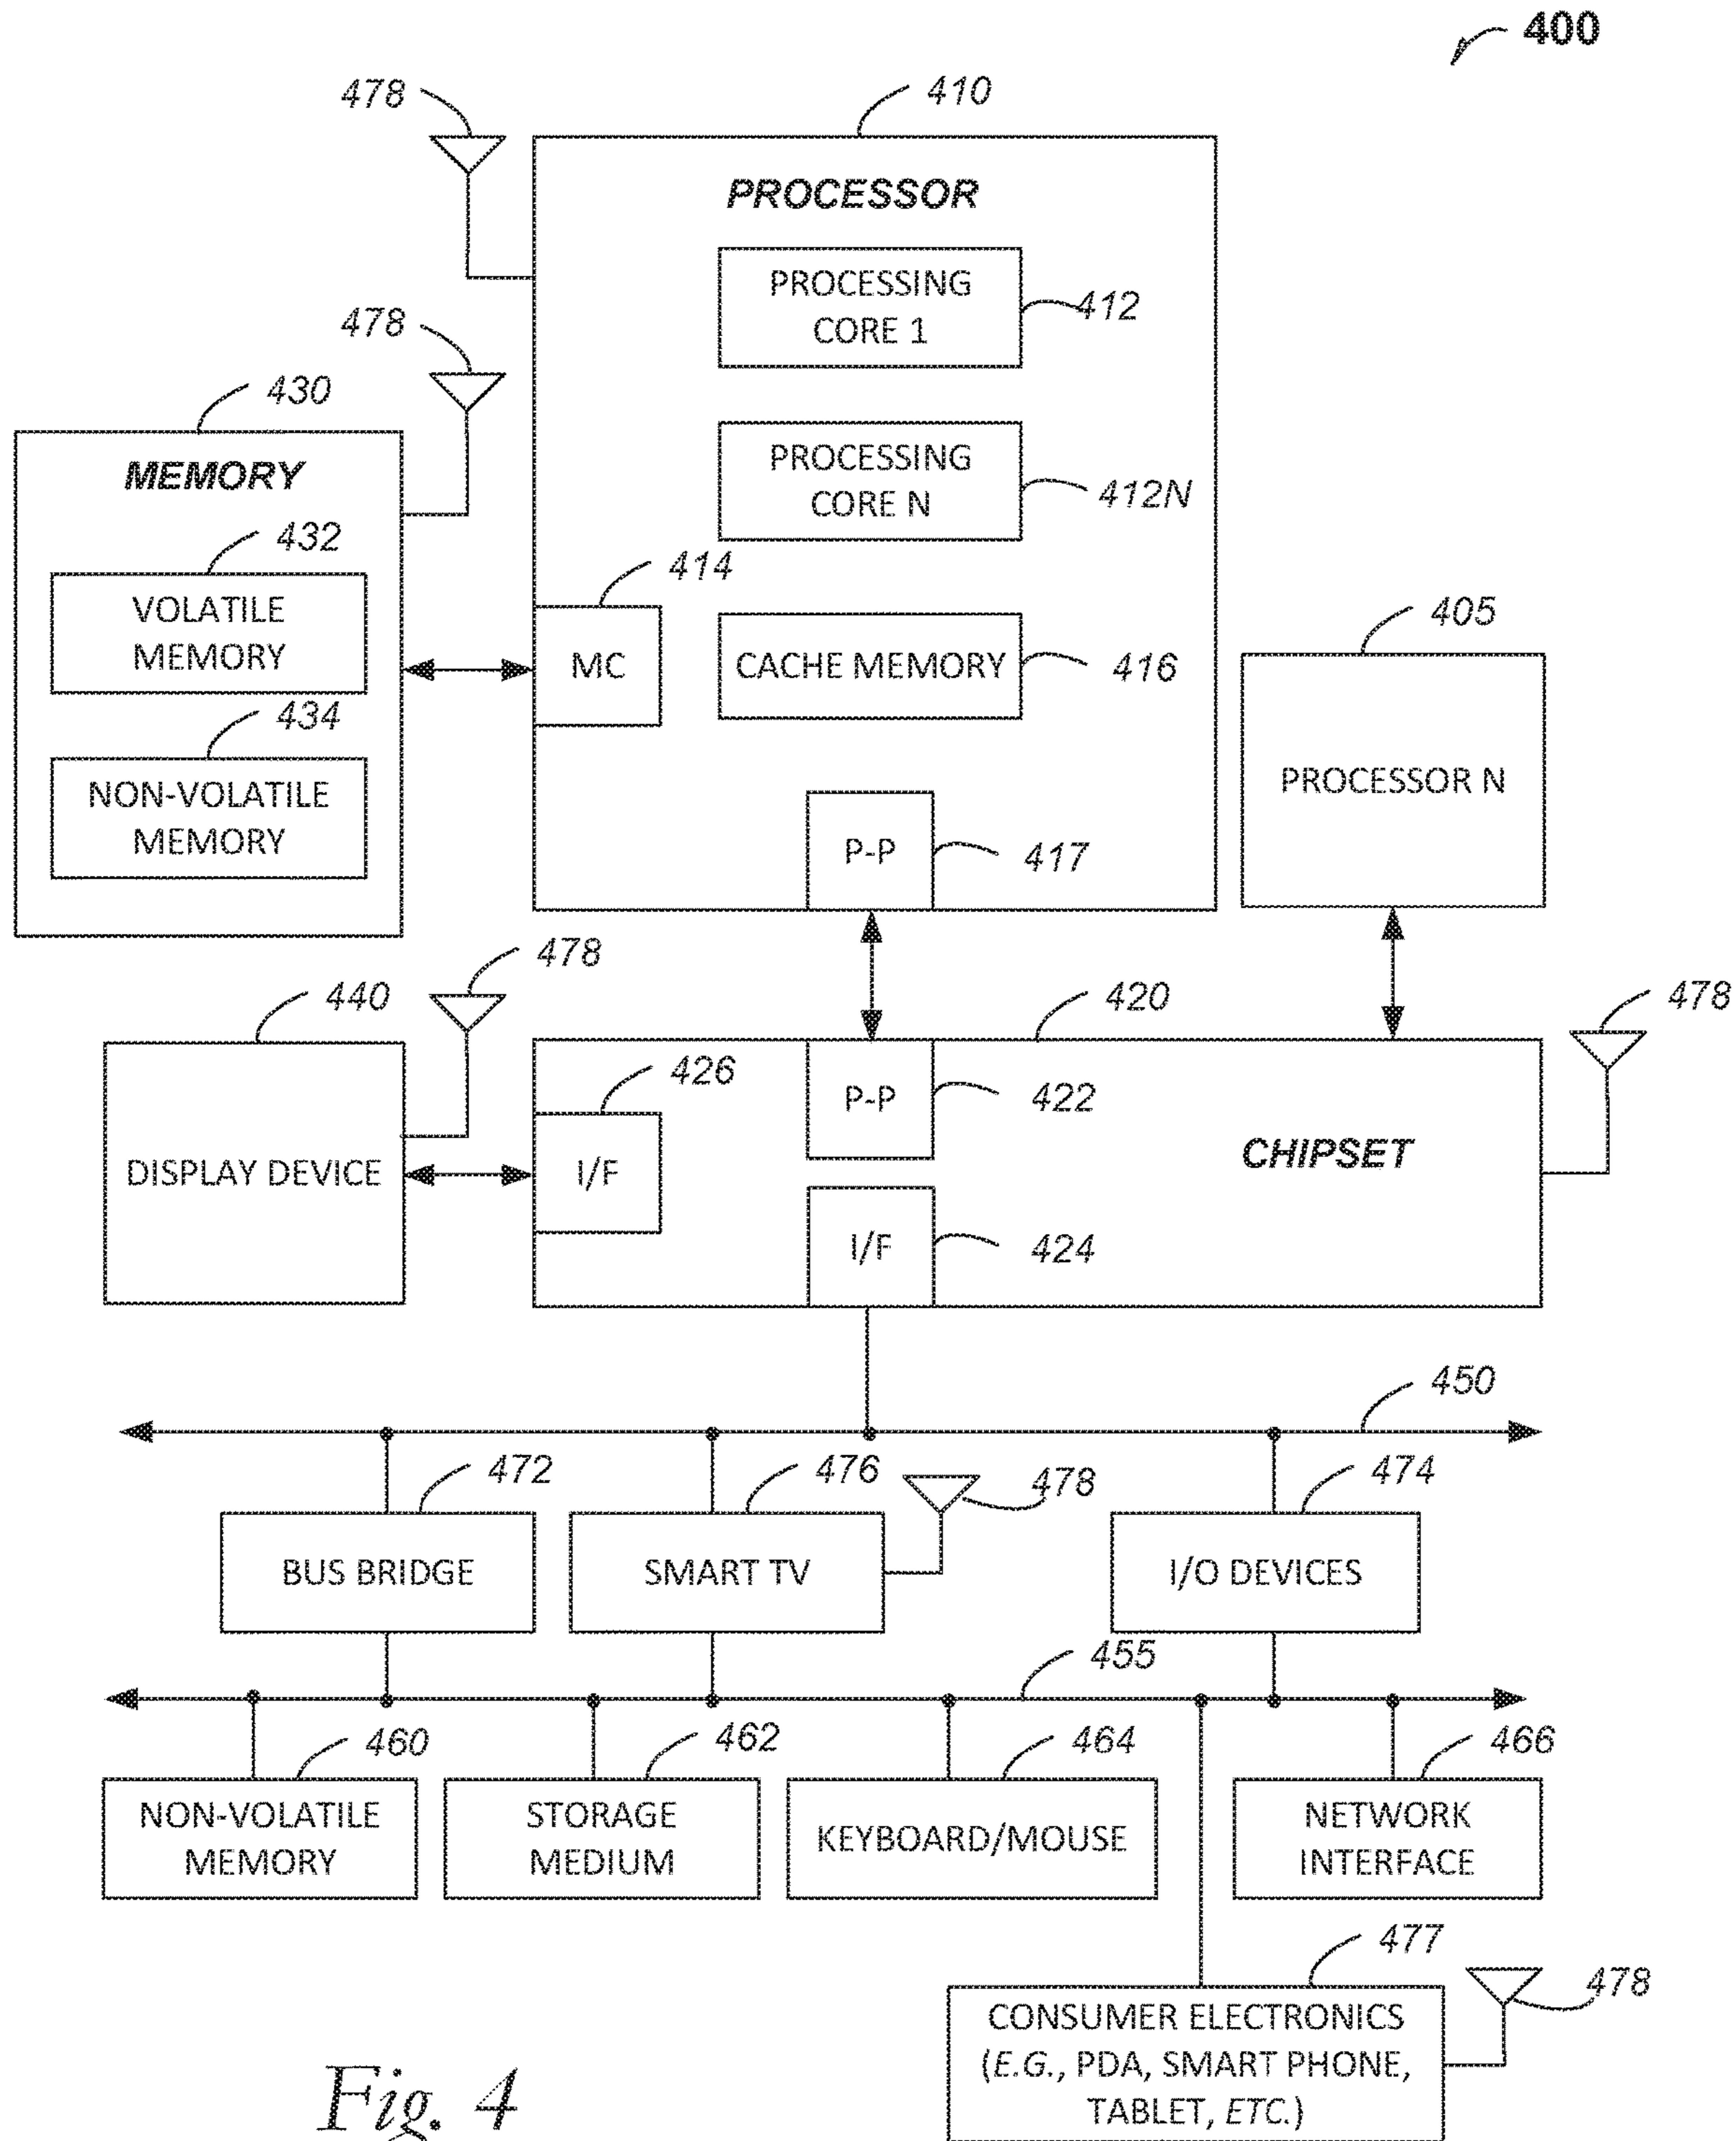 400
478
410
PROCESSOR
PROCESSING
CORE 1
412
478
430
MEMORY
PROCESSING
CORE N
412N
432
VOLATILE
MEMORY
414
MC
CACHE MEMORY
416
405
PROCESSOR N
434
NON-VOLATILE
MEMORY
P-P
417
478
440
DISPLAY DEVICE
420
478
426
I/F
P-P
422
CHIPSET
I/F
424
450
472
476
478
474
BUS BRIDGE
SMART TV
I/O DEVICES
455
460
462
464
466
NON-VOLATILE
MEMORY
STORAGE
MEDIUM
KEYBOARD/MOUSE
NETWORK
INTERFACE
477
478
CONSUMER ELECTRONICS
(E.G., PDA, SMART PHONE,
TABLET, ETC.)
Fig. 4